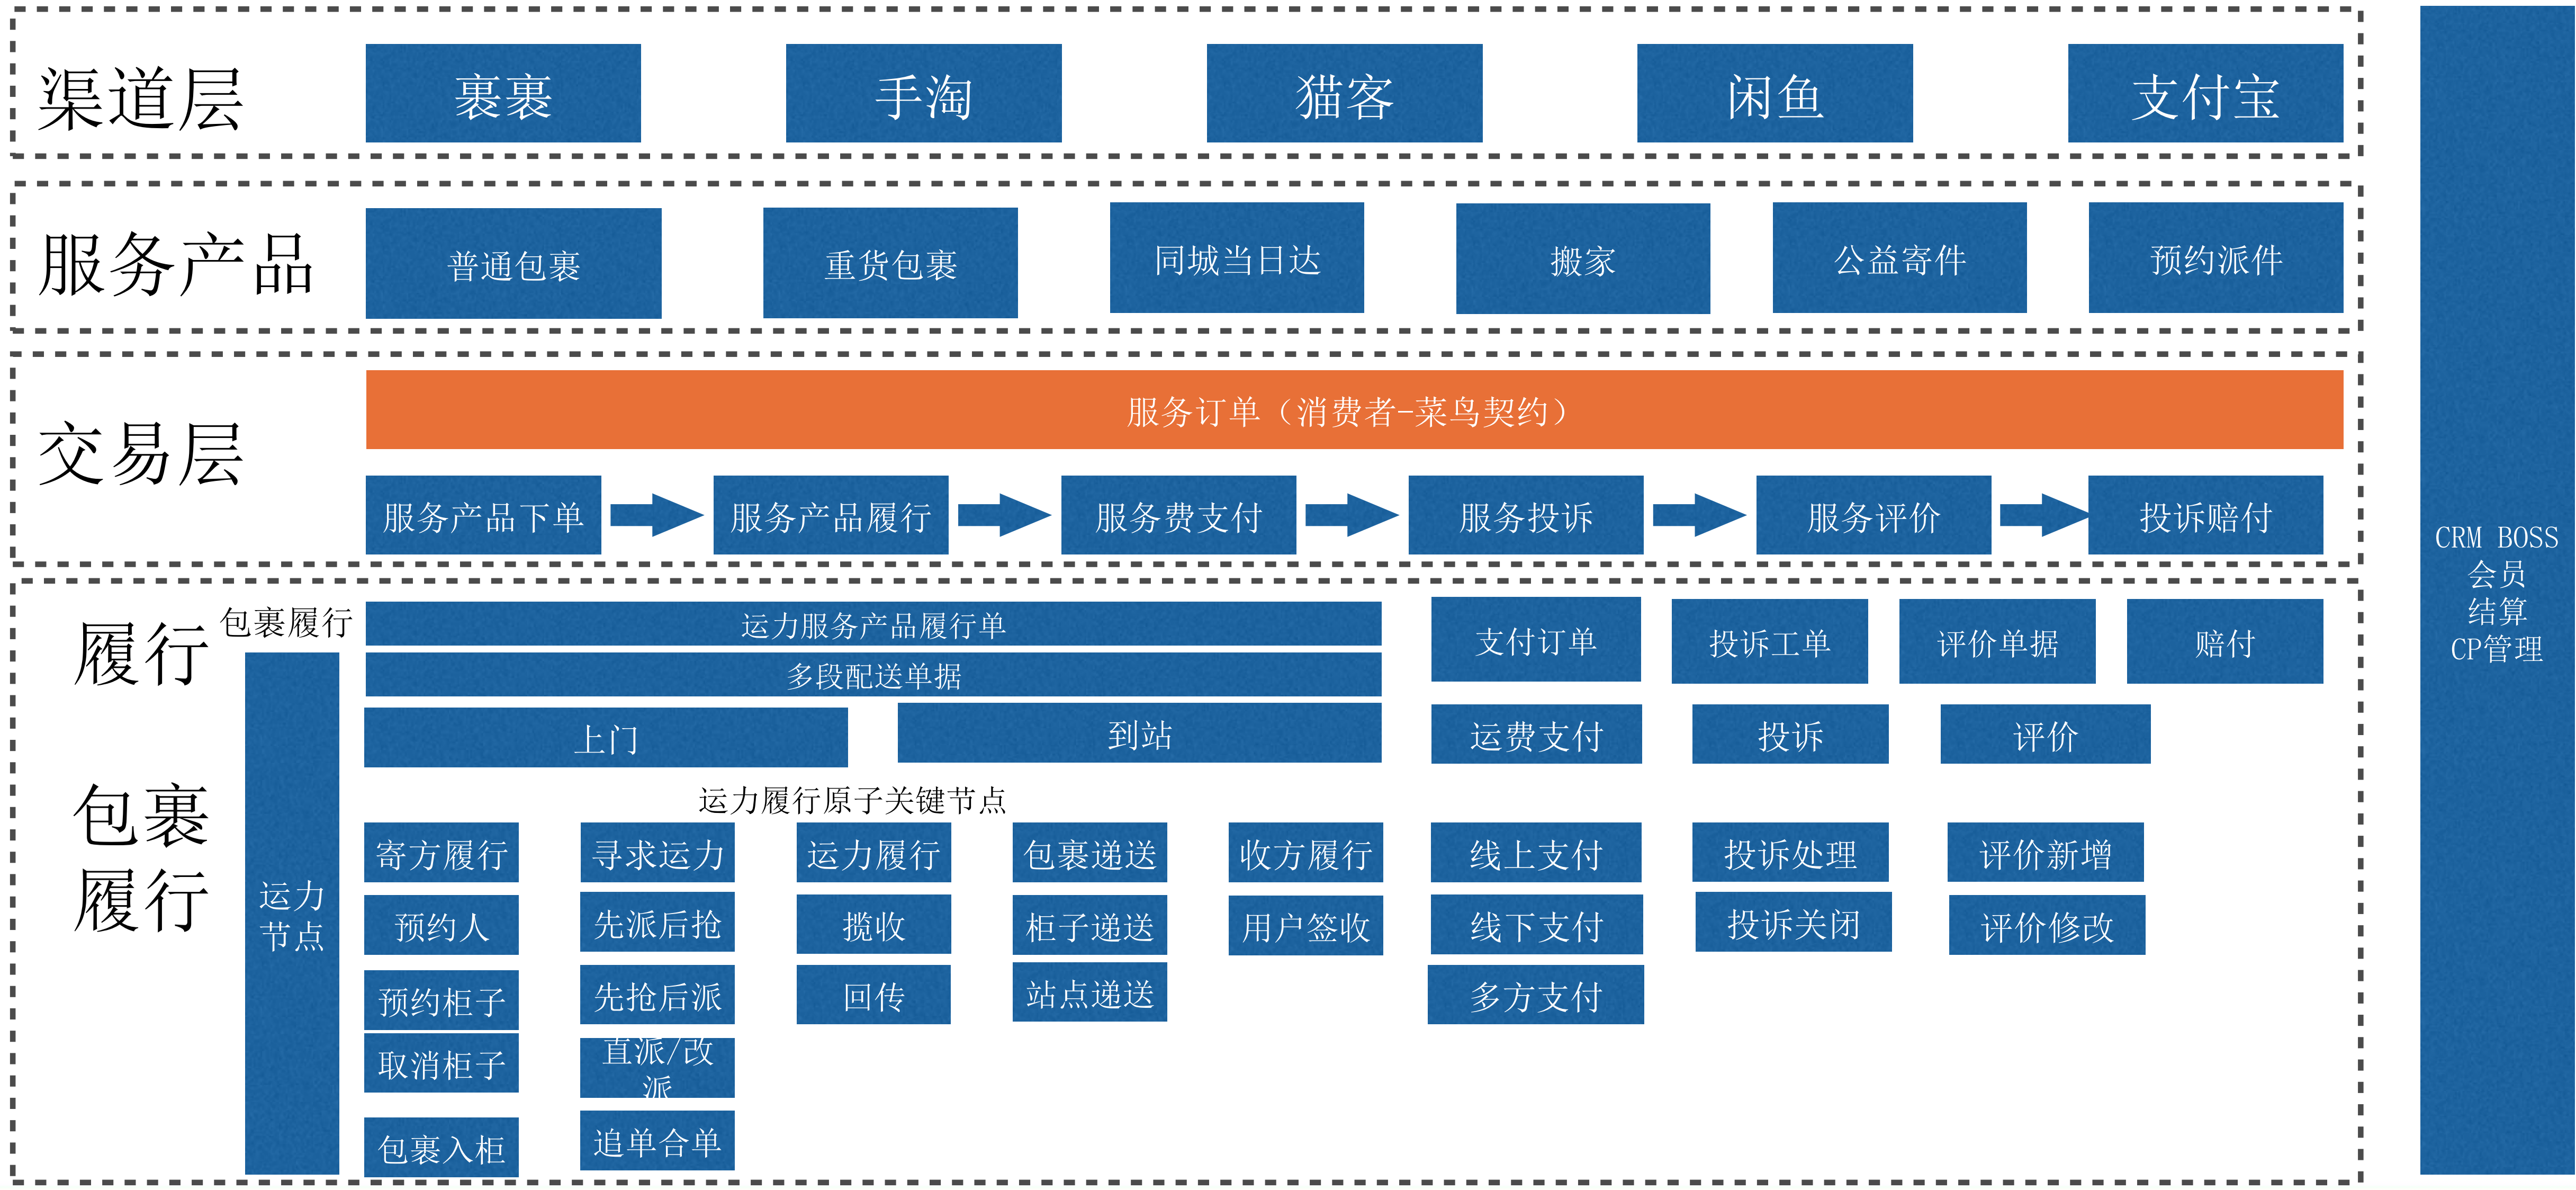 渠道层
裹裹
手淘
猫客
闲鱼
支付宝
服务产品
普通包裹
重货包裹
同城当日达
搬家
公益寄件
预约派件
交易层
服务订单（消费者-菜鸟契约）
服务产品下单
服务产品履行
服务费支付
服务投诉
服务评价
投诉赔付
履行
包裹
履行
包裹履行
运力
节点
运力服务产品履行单
多段配送单据
上门
到站
运力履行原子关键节点
寄方履行
预约人
预约柜子
取消柜子
包裹入柜
寻求运力
先派后抢
先抢后派
直派/改
派
追单合单
运力履行
揽收
回传
包裹递送
柜子递送
站点递送
收方履行
用户签收
支付订单
投诉工单
评价单据
赔付
运费支付
投诉
评价
线上支付
线下支付
多方支付
投诉处理
投诉关闭
评价新增
评价修改
CRM BOSS
会员
结算
CP管理